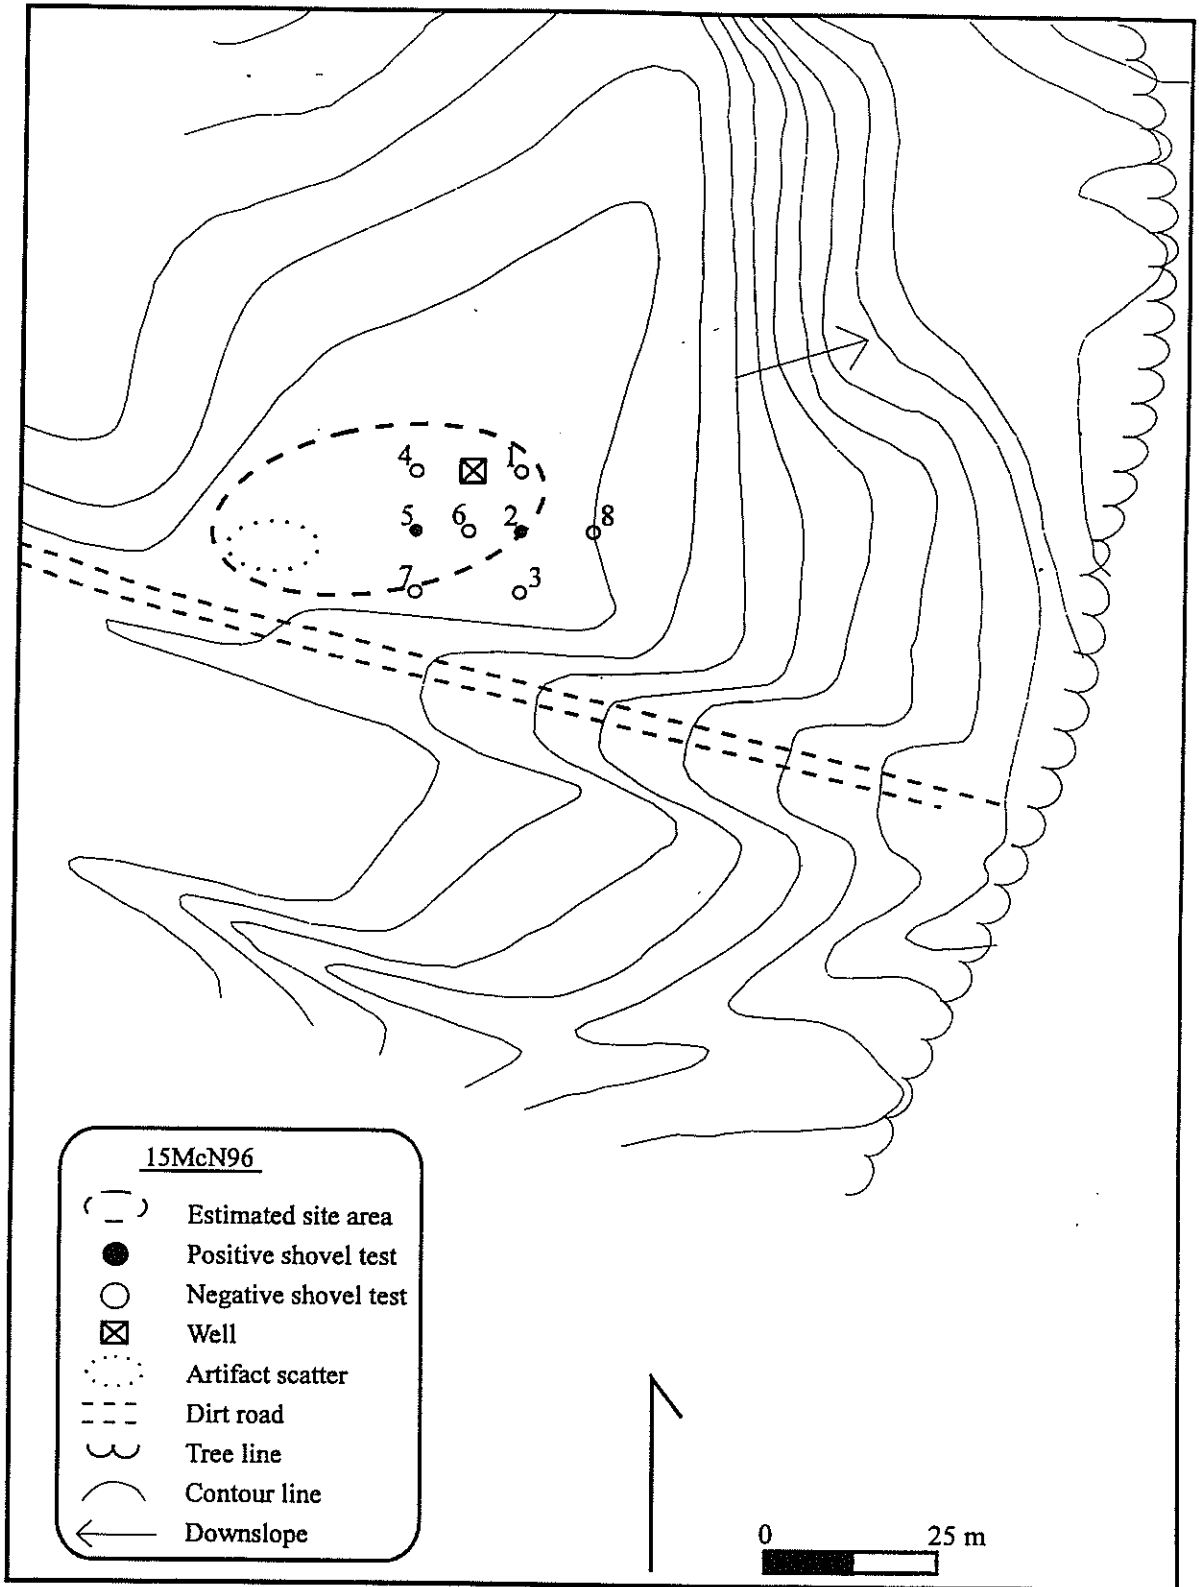 4
1
5
6
2
8
7
3
15McN96
Estimated site area
Positive shovel test
Negative shovel test
Well
Artifact scatter
Dirt road
Tree line
Contour line
Downslope
0 25 m